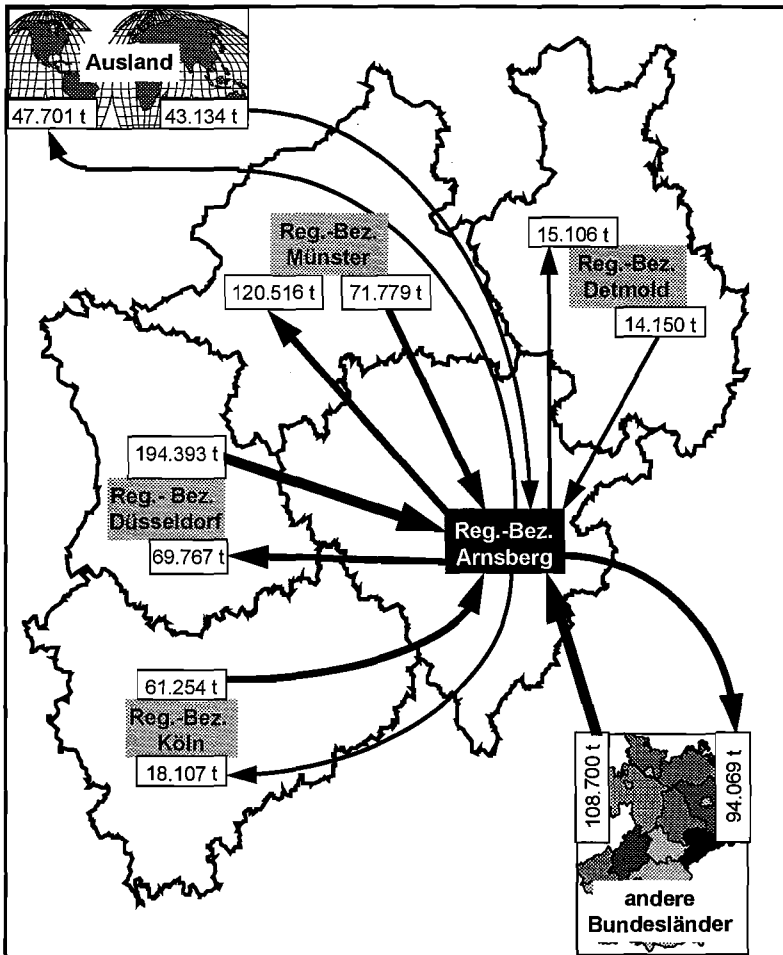 Ausland
47.701 t
43.134 t
Reg.-Bez.
Münster
120.516 t
71.779 t
15.106 t
Reg.-Bez.
Detmold
14.150 t
194.393 t
Reg.- Bez.
Düsseldorf
69.767 t
Reg.-Bez.
Arnsberg
61.254 t
Reg.-Bez.
Köln
18.107 t
108.700 t
94.069 t
andere
Bundesländer